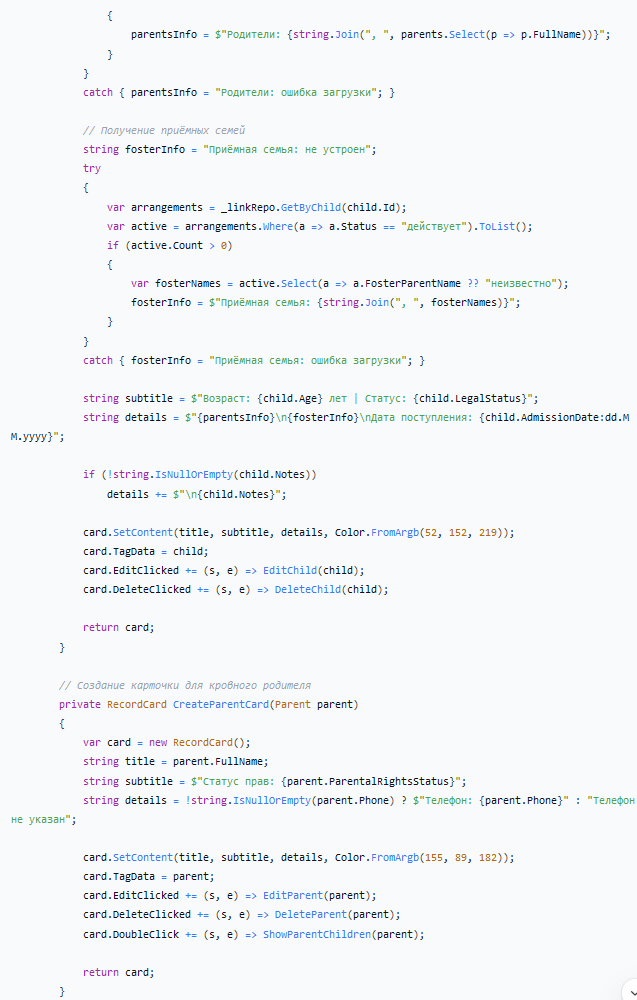 {
parentsInfo = $"Родители: {string.Join(", ", parents.Select(p => p.FullName))}";
}
}
catch { parentsInfo = "Родители: ошибка загрузки"; }
// Получение приёмных семей
string fosterInfo = "Приёмная семья: не устроен";
try
{
var arrangements = _linkRepo.GetByChild(child.Id);
var active = arrangements.Where(a => a.Status == "действует").ToList();
if (active.Count > 0)
{
var fosterNames = active.Select(a => a.FosterParentName ?? "неизвестно");
fosterInfo = $"Приёмная семья: {string.Join(", ", fosterNames)}";
}
}
catch { fosterInfo = "Приёмная семья: ошибка загрузки"; }
string subtitle = $"Возраст: {child.Age} лет | Статус: {child.LegalStatus}";
string details = $"{parentsInfo}\n{fosterInfo}\nДата поступления: {child.AdmissionDate:dd.M
M.yyyy}";
if (!string.IsNullOrEmpty(child.Notes))
details += $"\n{child.Notes}";
card.SetContent(title, subtitle, details, Color.FromArgb(52, 152, 219));
card.TagData = child;
card.EditClicked += (s, e) => EditChild(child);
card.DeleteClicked += (s, e) => DeleteChild(child);
return card;
}
// Создание карточки для кровного родителя
private RecordCard CreateParentCard(Parent parent)
{
var card = new RecordCard();
string title = parent.FullName;
string subtitle = $"Статус прав: {parent.ParentalRightsStatus}";
string details = !string.IsNullOrEmpty(parent.Phone) ? $"Телефон: {parent.Phone}" : "Телефон
не указан";
card.SetContent(title, subtitle, details, Color.FromArgb(155, 89, 182));
card.TagData = parent;
card.EditClicked += (s, e) => EditParent(parent);
card.DeleteClicked += (s, e) => DeleteParent(parent);
card.DoubleClick += (s, e) => ShowParentChildren(parent);
return card;
}